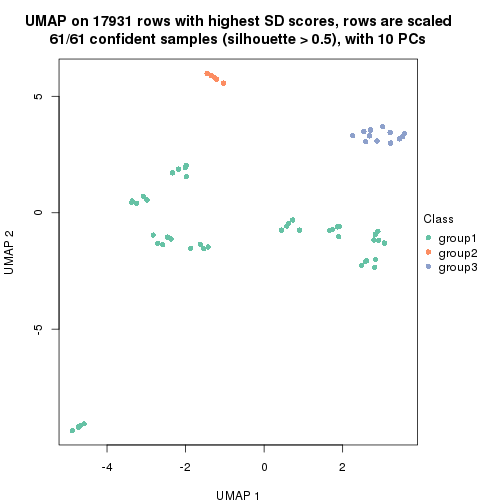 UMAP on 17931 rows with highest SD scores, rows are scaled
61/61 confident samples (silhouette > 0.5), with 10 PCs
5
0
-5
UMAP 2
-4
-2
0
2
UMAP 1
Class
group1
group2
group3